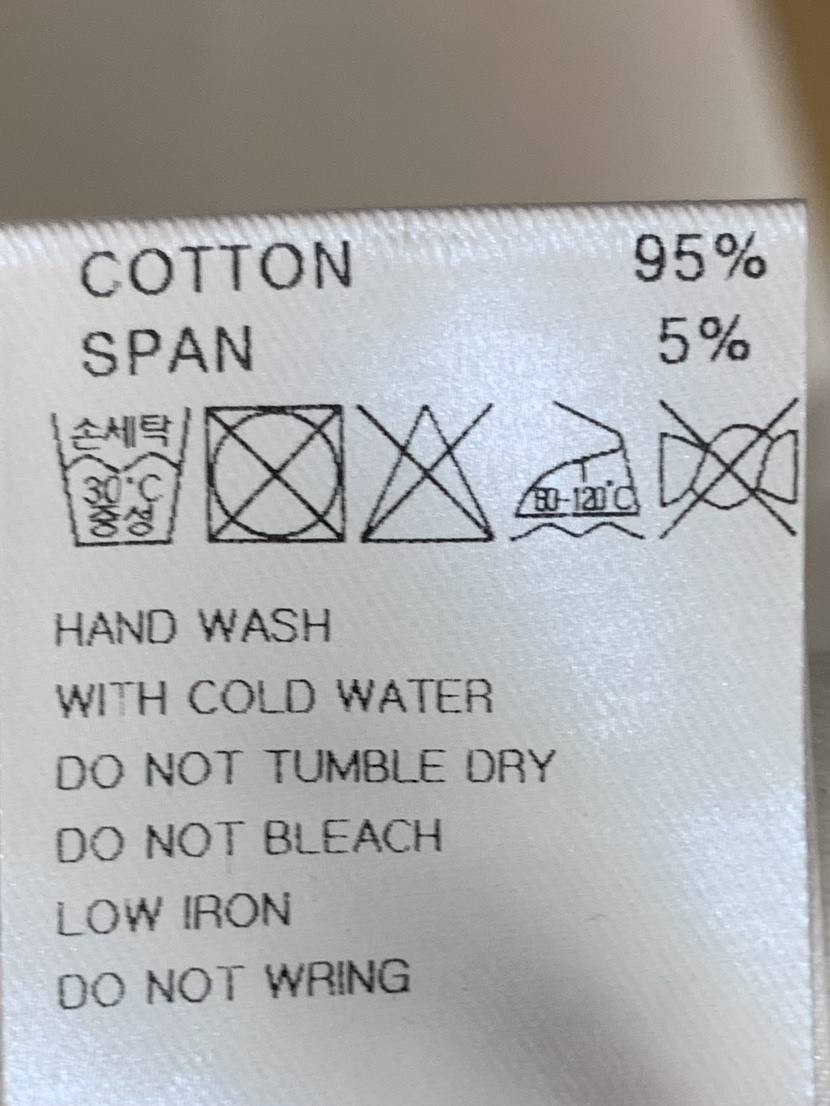 COTTON 95%
SPAN 5%
손세탁
30°C
중성
80-120°C
HAND WASH
WITH COLD WATER
DO NOT TUMBLE DRY
DO NOT BLEACH
LOW IRON
DO NOT WRING